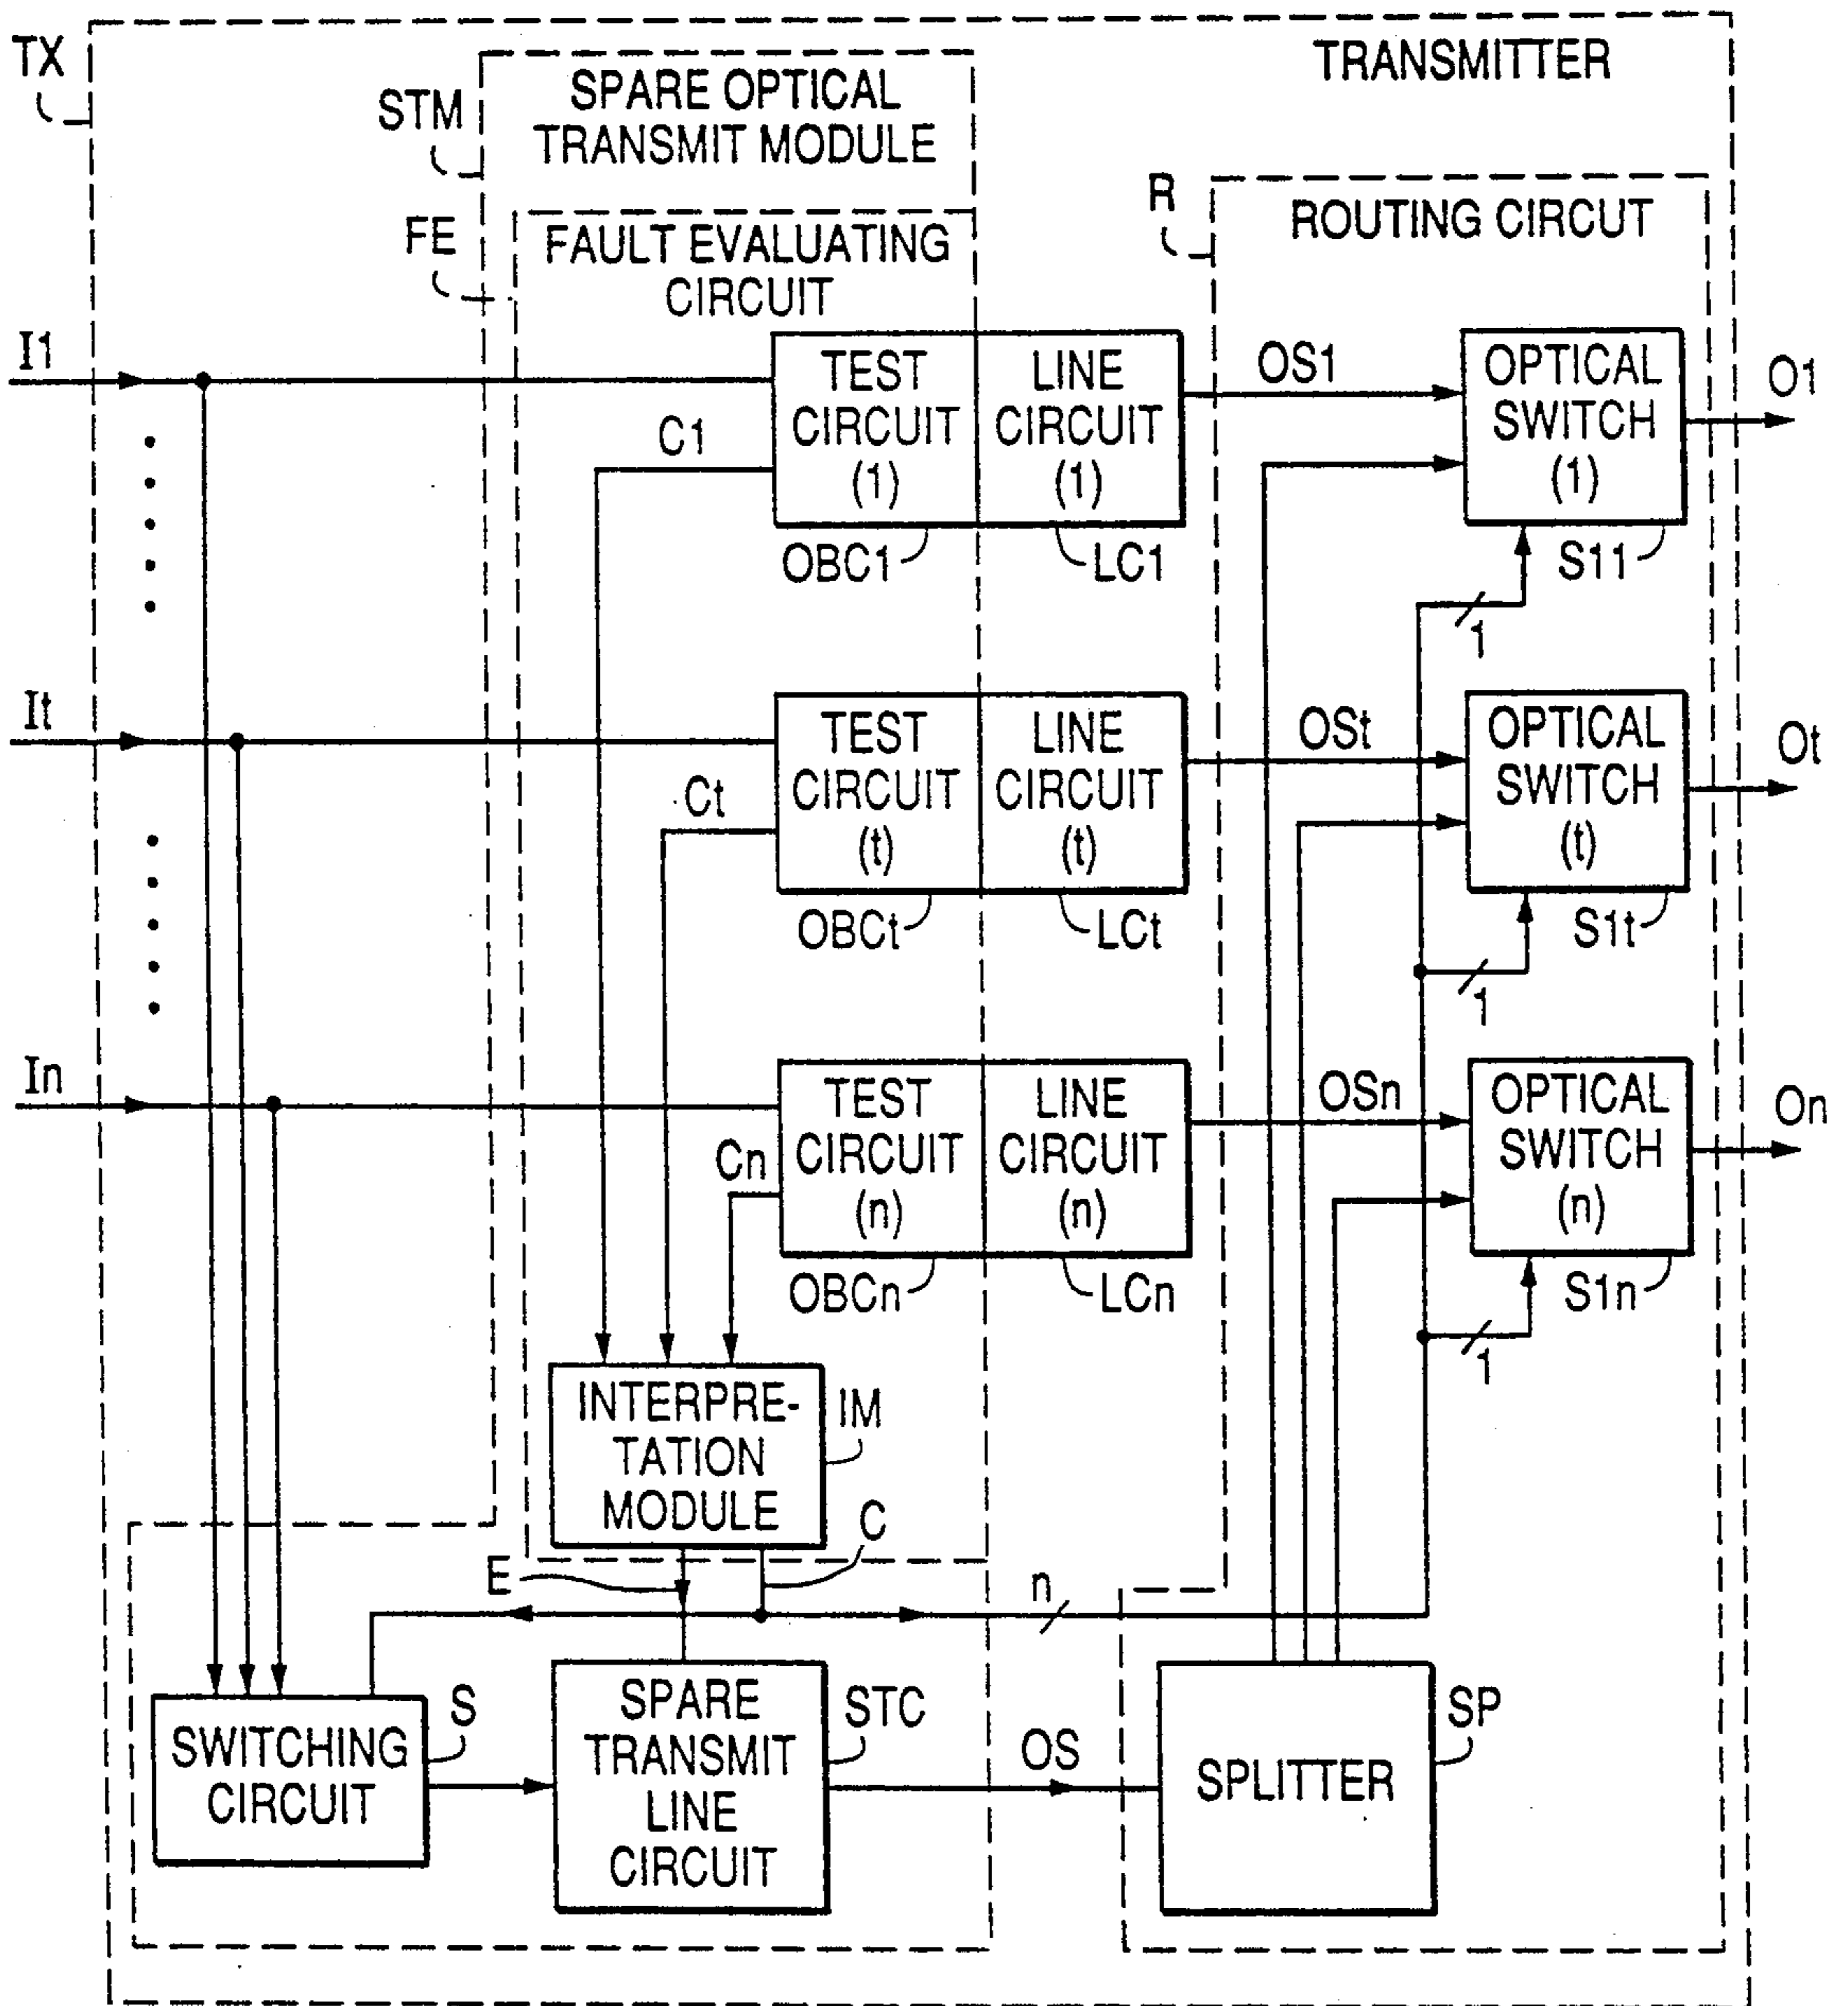 TX
TRANSMITTER
STM
SPARE OPTICAL
TRANSMIT MODULE
R
ROUTING CIRCUT
FE
FAULT EVALUATING
CIRCUIT
I1
C1
TEST
CIRCUIT
(1)
LINE
CIRCUIT
(1)
OS1
OPTICAL
SWITCH
(1)
O1
OBC1
LC1
S11
1
It
Ct
TEST
CIRCUIT
(t)
LINE
CIRCUIT
(t)
OSt
OPTICAL
SWITCH
(t)
Ot
OBCt
LCt
S1t
1
In
Cn
TEST
CIRCUIT
(n)
LINE
CIRCUIT
(n)
OSn
OPTICAL
SWITCH
(n)
On
OBCn
LCn
S1n
1
INTERPRE-
TATION
MODULE
IM
E
C
n
SWITCHING
CIRCUIT
S
SPARE
TRANSMIT
LINE
CIRCUIT
STC
OS
SPLITTER
SP